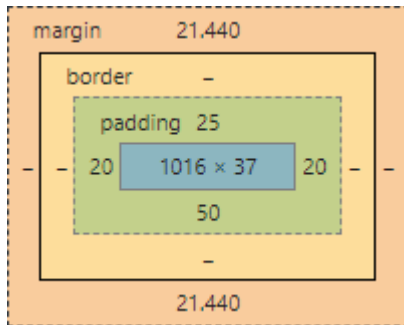 margin 21.440
border –
padding 25
– – 20 1016 × 37 20 – –
50
–
21.440